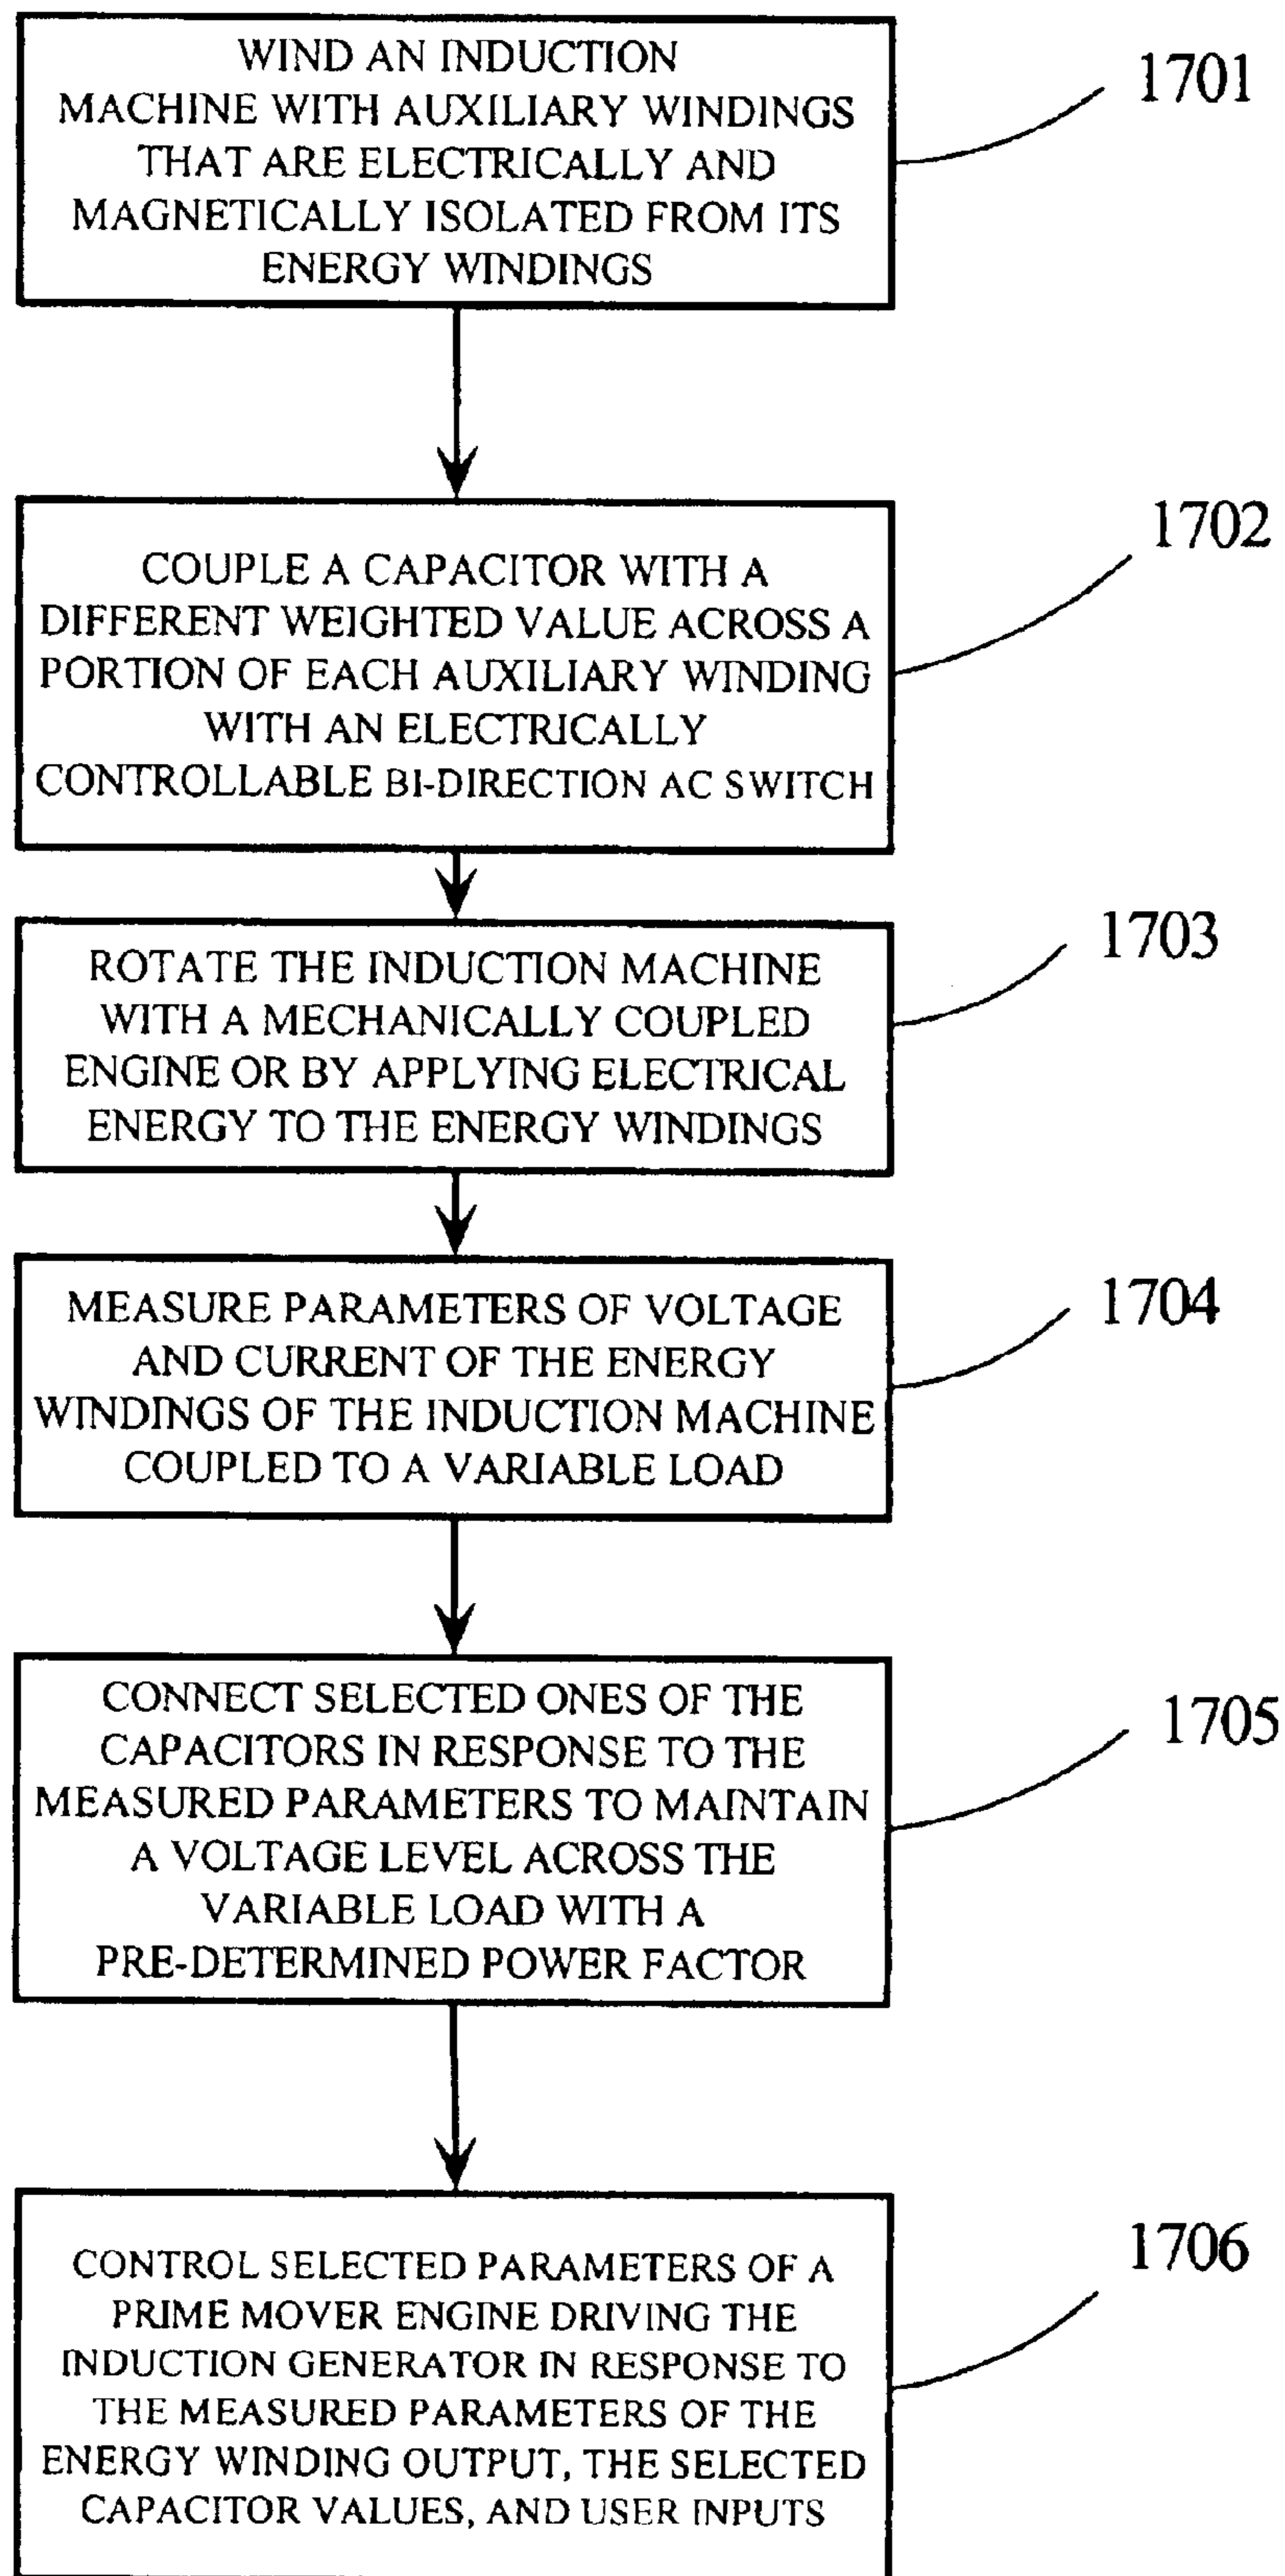 WIND AN INDUCTION
MACHINE WITH AUXILIARY WINDINGS
THAT ARE ELECTRICALLY AND
MAGNETICALLY ISOLATED FROM ITS
ENERGY WINDINGS
1701
COUPLE A CAPACITOR WITH A
DIFFERENT WEIGHTED VALUE ACROSS A
PORTION OF EACH AUXILIARY WINDING
WITH AN ELECTRICALLY
CONTROLLABLE BI-DIRECTION AC SWITCH
1702
ROTATE THE INDUCTION MACHINE
WITH A MECHANICALLY COUPLED
ENGINE OR BY APPLYING ELECTRICAL
ENERGY TO THE ENERGY WINDINGS
1703
MEASURE PARAMETERS OF VOLTAGE
AND CURRENT OF THE ENERGY
WINDINGS OF THE INDUCTION MACHINE
COUPLED TO A VARIABLE LOAD
1704
CONNECT SELECTED ONES OF THE
CAPACITORS IN RESPONSE TO THE
MEASURED PARAMETERS TO MAINTAIN
A VOLTAGE LEVEL ACROSS THE
VARIABLE LOAD WITH A
PRE-DETERMINED POWER FACTOR
1705
CONTROL SELECTED PARAMETERS OF A
PRIME MOVER ENGINE DRIVING THE
INDUCTION GENERATOR IN RESPONSE TO
THE MEASURED PARAMETERS OF THE
ENERGY WINDING OUTPUT, THE SELECTED
CAPACITOR VALUES, AND USER INPUTS
1706